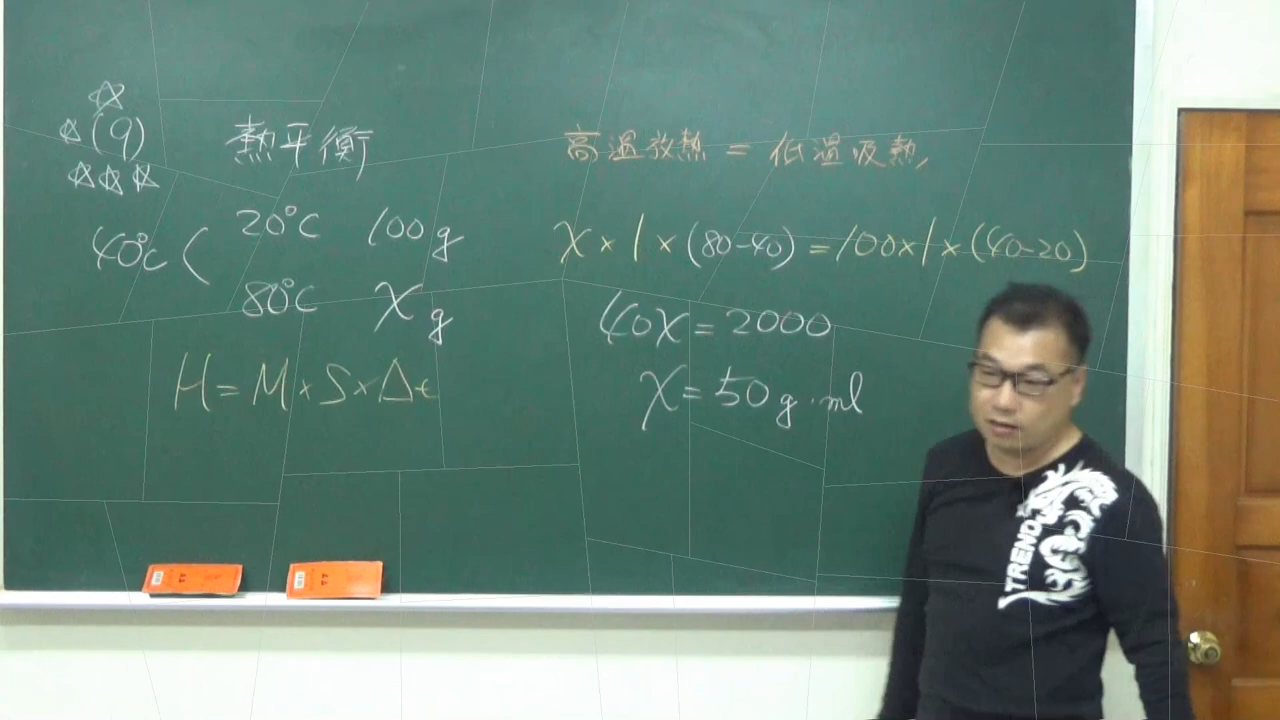 ☆
☆(9)
☆☆☆
熱平衡
40°C(
20°C 100g
80°C Xg
H=M×S×Δt
高溫放熱 = 低溫吸熱,
X×1×(80-40)=100×1×(40-20)
40X=2000
X=50g.ml
TREND